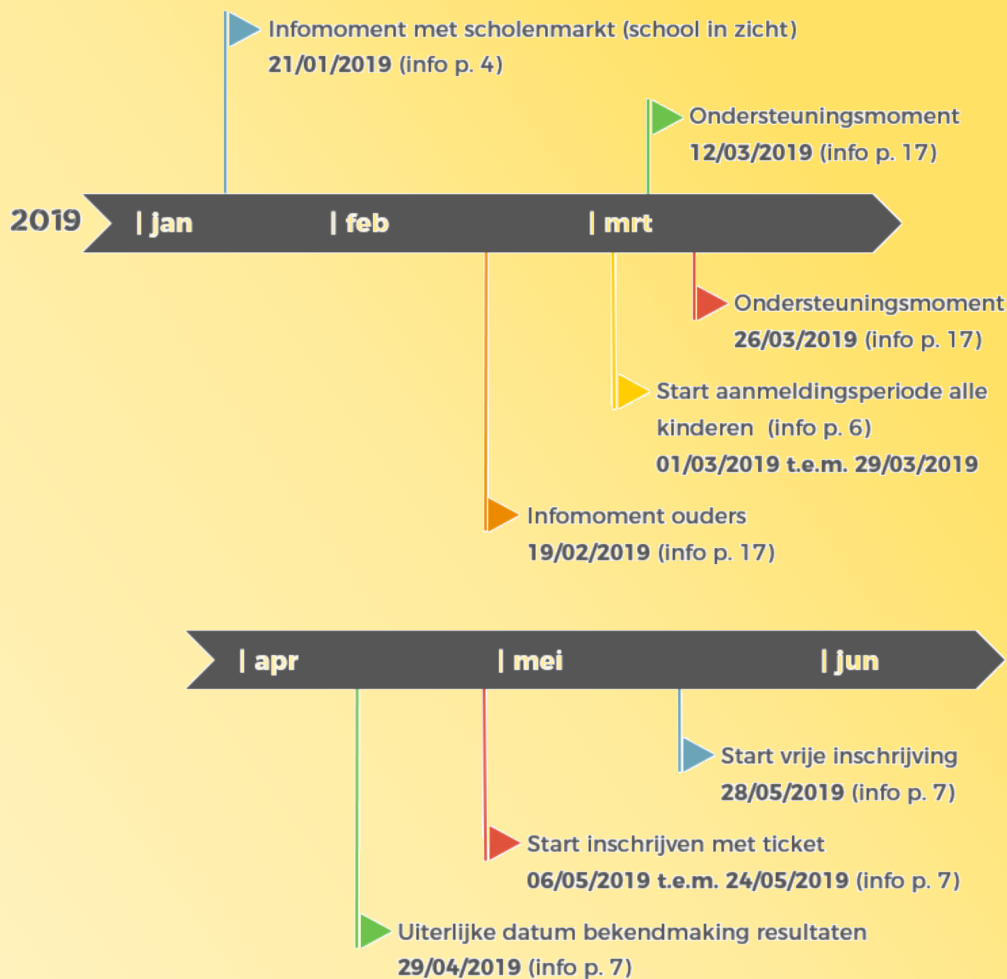 Infomoment met scholenmarkt (school in zicht)
21/01/2019 (info p. 4)
Ondersteuningsmoment
12/03/2019 (info p. 17)
2019 | jan | feb | mrt
Ondersteuningsmoment
26/03/2019 (info p. 17)
Start aanmeldingsperiode alle
kinderen (info p. 6)
01/03/2019 t.e.m. 29/03/2019
Infomoment ouders
19/02/2019 (info p. 17)
| apr | mei | jun
Start vrije inschrijving
28/05/2019 (info p. 7)
Start inschrijven met ticket
06/05/2019 t.e.m. 24/05/2019 (info p. 7)
Uiterlijke datum bekendmaking resultaten
29/04/2019 (info p. 7)